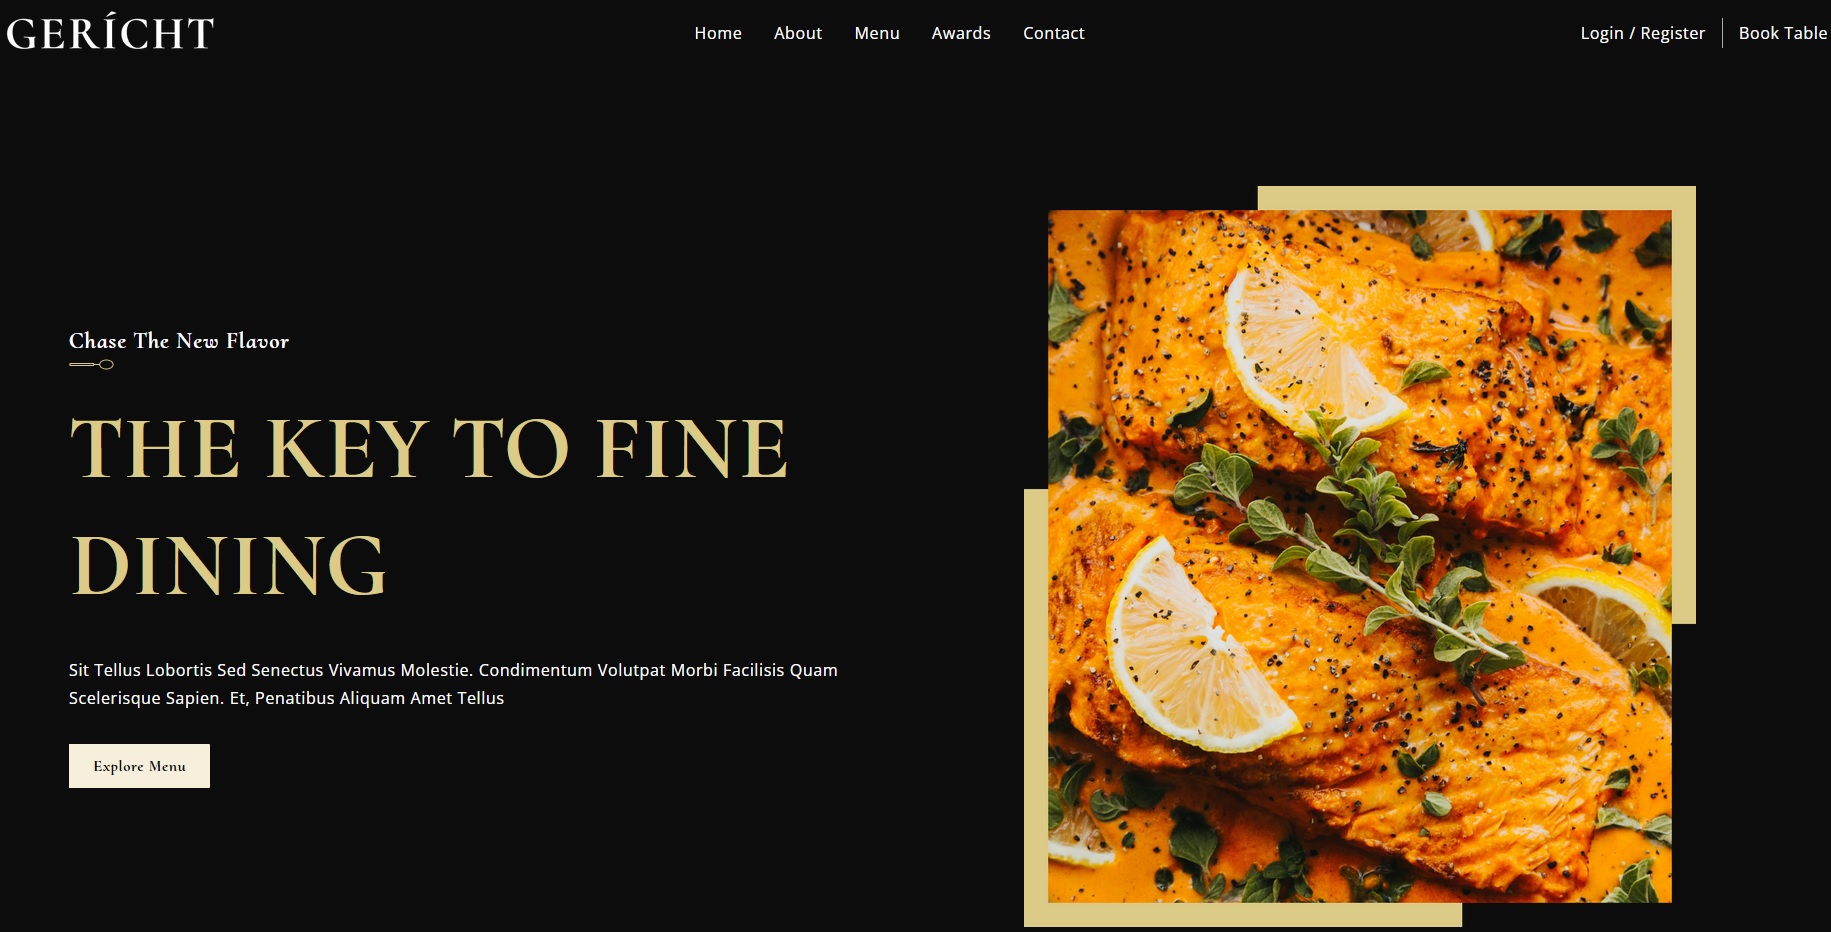 GERÍCHT
Home About Menu Awards Contact
Login / Register Book Table
Chase The New Flavor
THE KEY TO FINE
DINING
Sit Tellus Lobortis Sed Senectus Vivamus Molestie. Condimentum Volutpat Morbi Facilisis Quam
Scelerisque Sapien. Et, Penatibus Aliquam Amet Tellus
Explore Menu